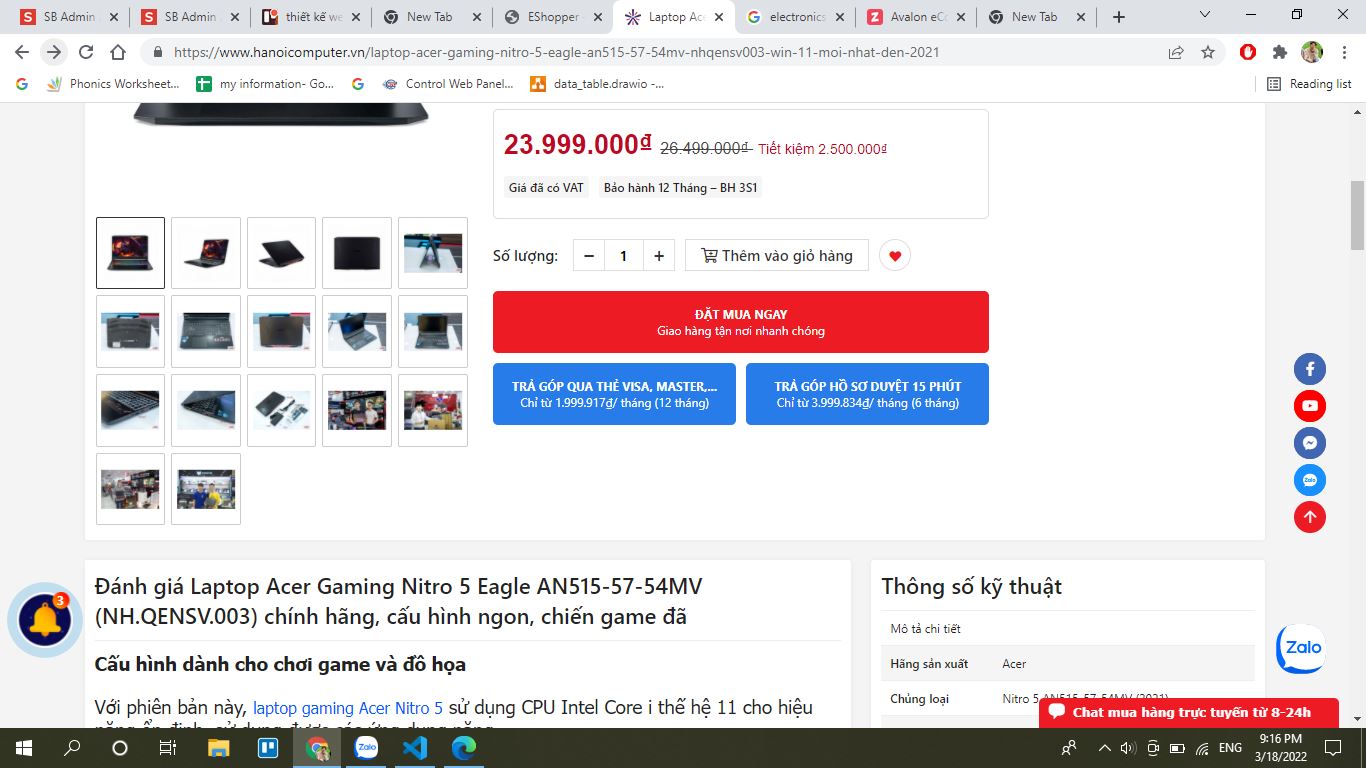 SB Admin
SB Admin
thiết kế we
New Tab
EShopper
Laptop Ace
electronics
Avalon eCo
New Tab
https://www.hanoicomputer.vn/laptop-acer-gaming-nitro-5-eagle-an515-57-54mv-nhqensv003-win-11-moi-nhat-den-2021
Phonics Worksheet...
my information- Go...
Control Web Panel...
data_table.drawio -...
Reading list
23.999.000₫ 26.499.000₫ Tiết kiệm 2.500.000₫
Giá đã có VAT Bảo hành 12 Tháng – BH 3S1
Số lượng: − 1 + Thêm vào giỏ hàng
ĐẶT MUA NGAY
Giao hàng tận nơi nhanh chóng
TRẢ GÓP QUA THẺ VISA, MASTER,...
Chỉ từ 1.999.917₫/ tháng (12 tháng)
TRẢ GÓP HỒ SƠ DUYỆT 15 PHÚT
Chỉ từ 3.999.834₫/ tháng (6 tháng)
Zalo
Đánh giá Laptop Acer Gaming Nitro 5 Eagle AN515-57-54MV
(NH.QENSV.003) chính hãng, cấu hình ngon, chiến game đã
Cấu hình dành cho chơi game và đồ họa
Với phiên bản này, laptop gaming Acer Nitro 5 sử dụng CPU Intel Core i thế hệ 11 cho hiệu
3
Thông số kỹ thuật
Mô tả chi tiết
Hãng sản xuất Acer
Chủng loại Nitro 5 AN515-57-54MV (2021)
Zalo
Chat mua hàng trực tuyến từ 8-24h
Zalo
ENG
9:16 PM
3/18/2022